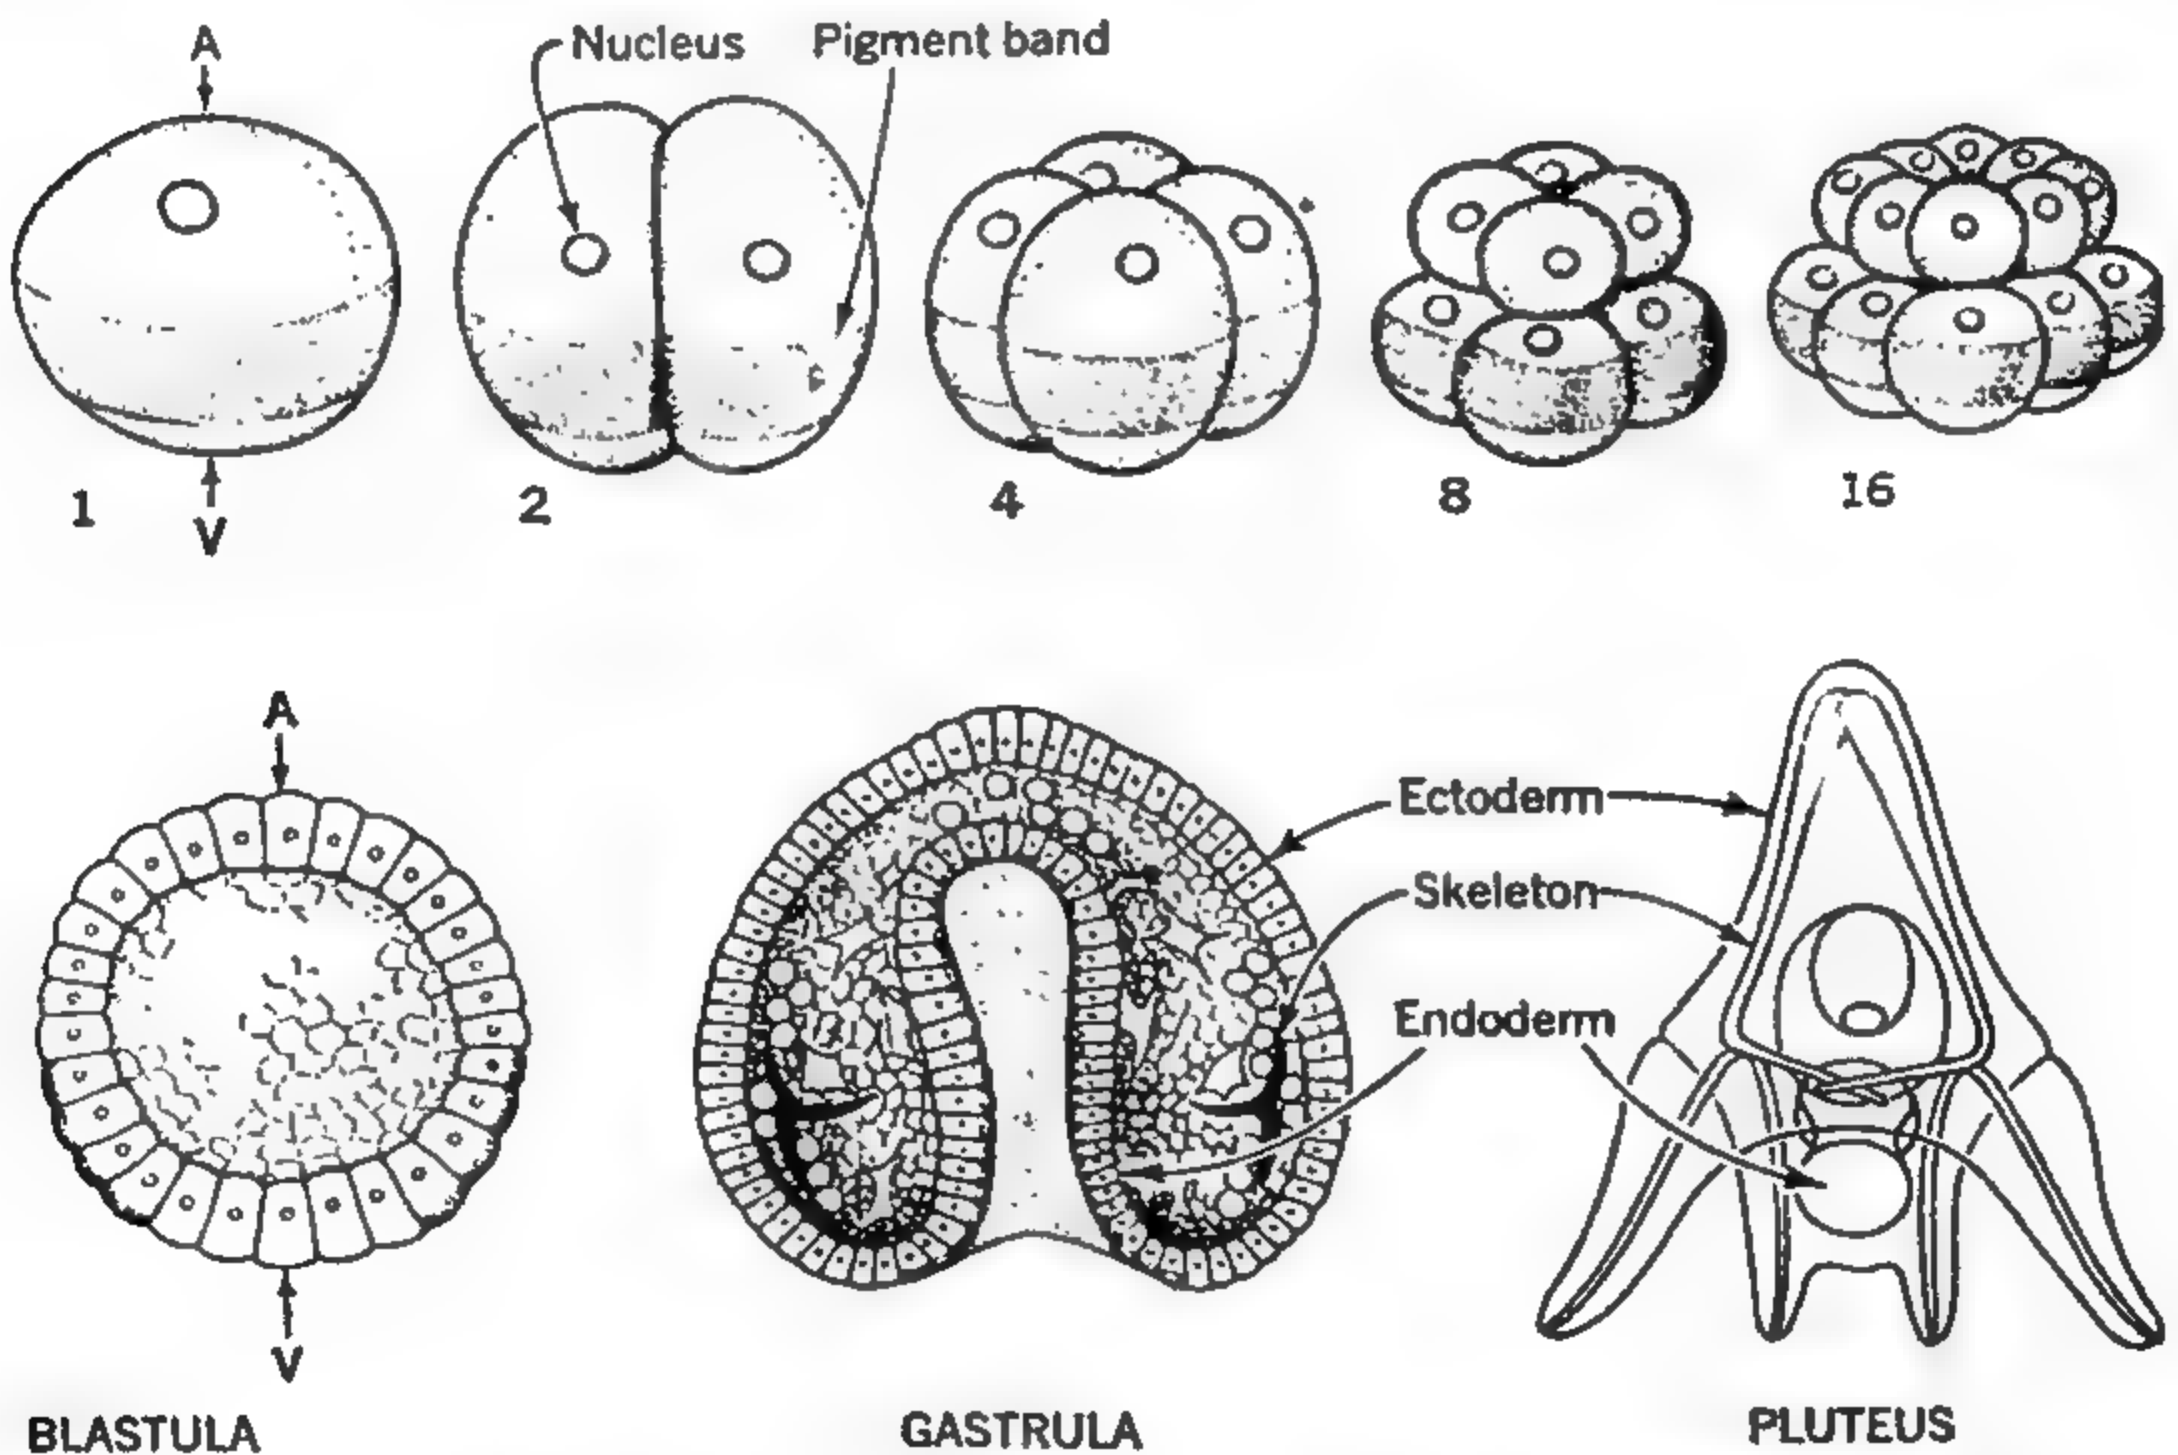 A
Nucleus
Pigment band
1
V
2
4
8
16
A
Ectoderm
Skeleton
Endoderm
V
BLASTULA
GASTRULA
PLUTEUS